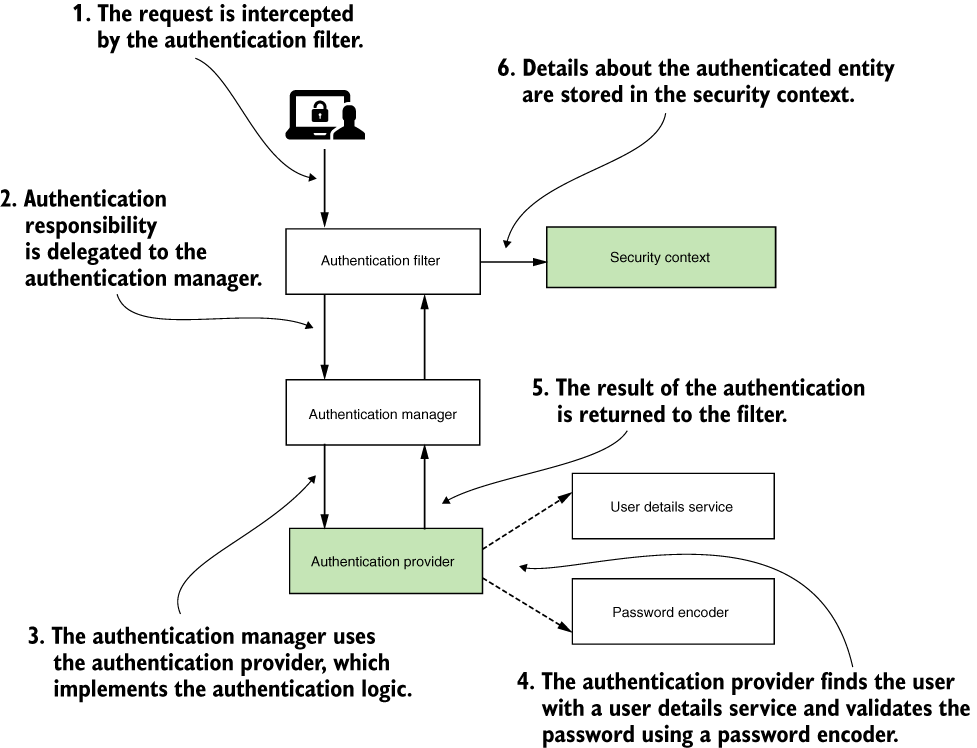 1. The request is intercepted
by the authentication filter.
6. Details about the authenticated entity
are stored in the security context.
2. Authentication
responsibility
is delegated to the
authentication manager.
Authentication filter
Security context
5. The result of the authentication
is returned to the filter.
Authentication manager
User details service
Authentication provider
Password encoder
3. The authentication manager uses
the authentication provider, which
implements the authentication logic.
4. The authentication provider finds the user
with a user details service and validates the
password using a password encoder.